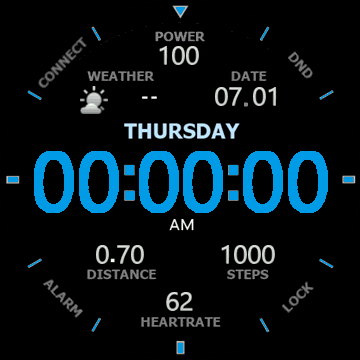 POWER
100
CONNECT
DND
WEATHER
--
DATE
07.01
THURSDAY
00:00:00
AM
0.70
DISTANCE
1000
STEPS
ALARM
LOCK
62
HEARTRATE